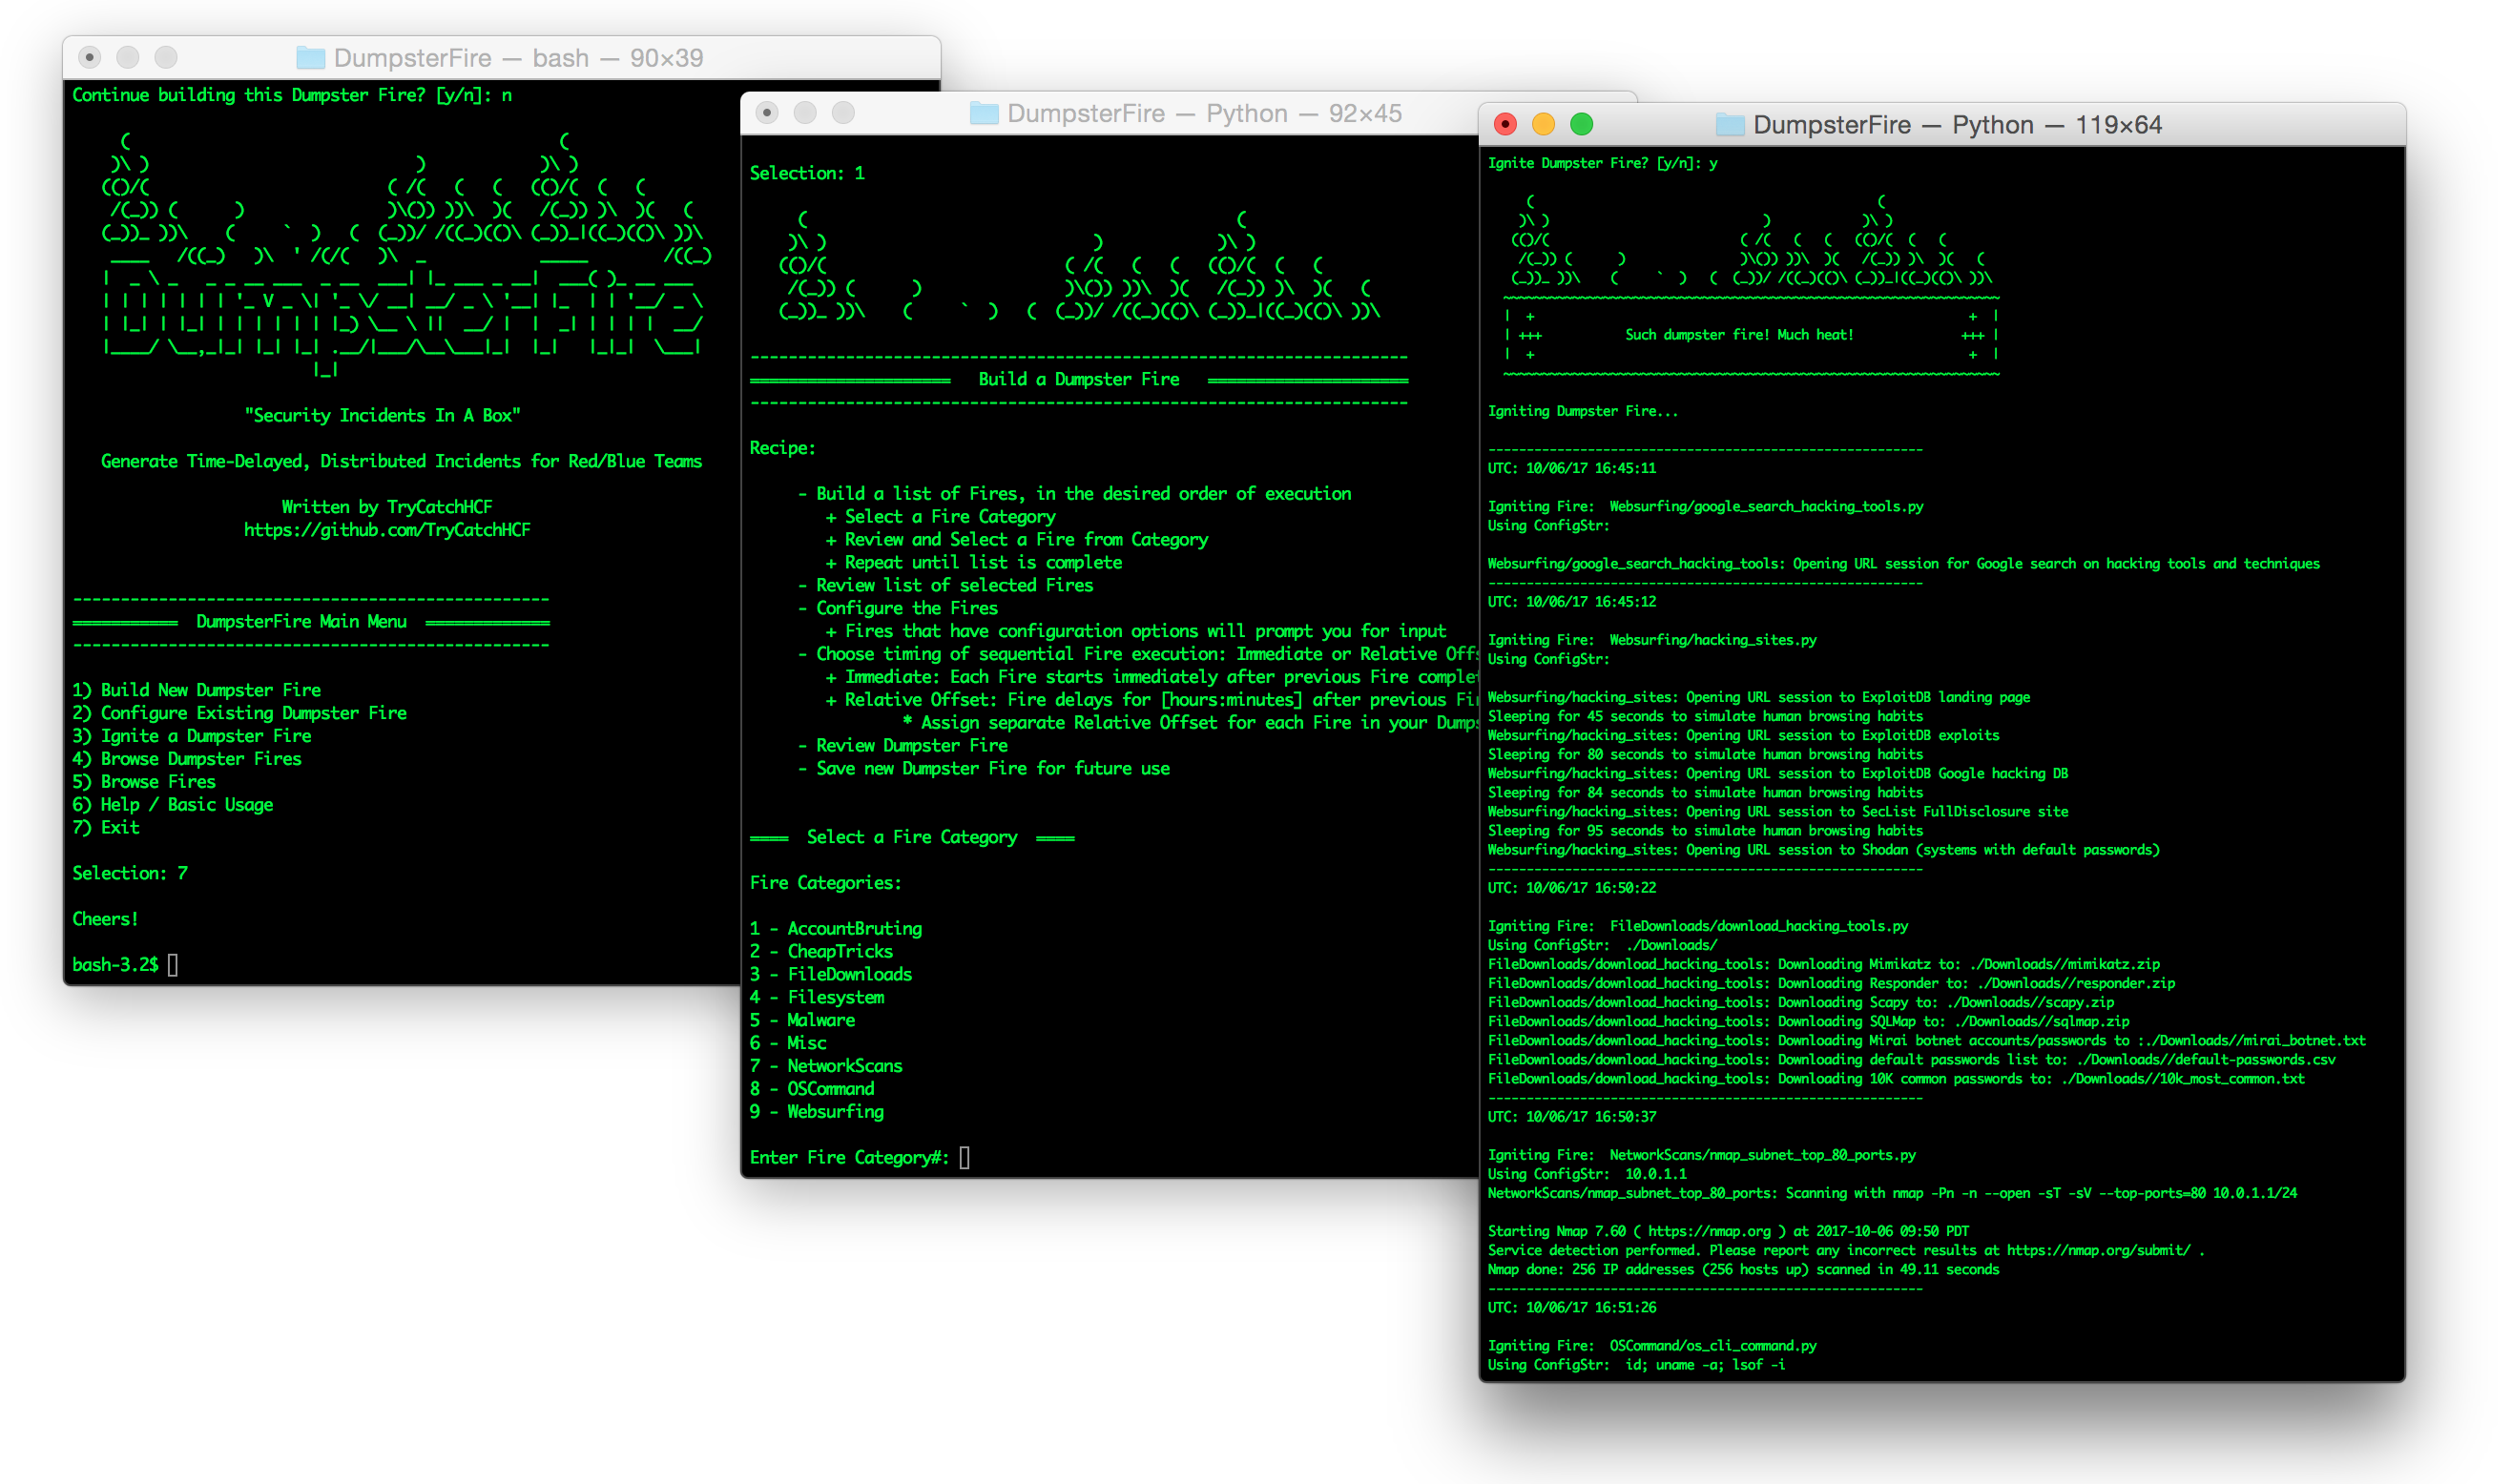 DumpsterFire — bash — 90×39
Continue building this Dumpster Fire? [y/n]: n
DumpsterFire
"Security Incidents In A Box"
Generate Time-Delayed, Distributed Incidents for Red/Blue Teams
Written by TryCatchHCF
https://github.com/TryCatchHCF
DumpsterFire Main Menu
1) Build New Dumpster Fire
2) Configure Existing Dumpster Fire
3) Ignite a Dumpster Fire
4) Browse Dumpster Fires
5) Browse Fires
6) Help / Basic Usage
7) Exit
Selection: 7
Cheers!
bash-3.2$
DumpsterFire — Python — 92×45
Selection: 1
Build a Dumpster Fire
Recipe:
- Build a list of Fires, in the desired order of execution
+ Select a Fire Category
+ Review and Select a Fire from Category
+ Repeat until list is complete
- Review list of selected Fires
- Configure the Fires
+ Fires that have configuration options will prompt you for input
- Choose timing of sequential Fire execution: Immediate or Relative
+ Immediate: Each Fire starts immediately after previous Fire
+ Relative Offset: Fire delays for [hours:minutes] after previous
* Assign separate Relative Offset for each Fire in your
- Review Dumpster Fire
- Save new Dumpster Fire for future use
==== Select a Fire Category ====
Fire Categories:
1 - AccountBruting
2 - CheapTricks
3 - FileDownloads
4 - Filesystem
5 - Malware
6 - Misc
7 - NetworkScans
8 - OSCommand
9 - Websurfing
Enter Fire Category#:
DumpsterFire — Python — 119×64
Ignite Dumpster Fire? [y/n]: y
Such dumpster fire! Much heat!
Igniting Dumpster Fire...
UTC: 10/06/17 16:45:11
Igniting Fire: Websurfing/google_search_hacking_tools.py
Using ConfigStr:
Websurfing/google_search_hacking_tools: Opening URL session for Google search on hacking tools and techniques
UTC: 10/06/17 16:45:12
Igniting Fire: Websurfing/hacking_sites.py
Using ConfigStr:
Websurfing/hacking_sites: Opening URL session to ExploitDB landing page
Sleeping for 45 seconds to simulate human browsing habits
Websurfing/hacking_sites: Opening URL session to ExploitDB exploits
Sleeping for 80 seconds to simulate human browsing habits
Websurfing/hacking_sites: Opening URL session to ExploitDB Google hacking DB
Sleeping for 84 seconds to simulate human browsing habits
Websurfing/hacking_sites: Opening URL session to SecList FullDisclosure site
Sleeping for 95 seconds to simulate human browsing habits
Websurfing/hacking_sites: Opening URL session to Shodan (systems with default passwords)
UTC: 10/06/17 16:50:22
Igniting Fire: FileDownloads/download_hacking_tools.py
Using ConfigStr: ./Downloads/
FileDownloads/download_hacking_tools: Downloading Mimikatz to: ./Downloads//mimikatz.zip
FileDownloads/download_hacking_tools: Downloading Responder to: ./Downloads//responder.zip
FileDownloads/download_hacking_tools: Downloading Scapy to: ./Downloads//scapy.zip
FileDownloads/download_hacking_tools: Downloading SQLMap to: ./Downloads//sqlmap.zip
FileDownloads/download_hacking_tools: Downloading Mirai botnet accounts/passwords to :./Downloads//mirai_botnet.txt
FileDownloads/download_hacking_tools: Downloading default passwords list to: ./Downloads//default-passwords.csv
FileDownloads/download_hacking_tools: Downloading 10K common passwords to: ./Downloads//10k_most_common.txt
UTC: 10/06/17 16:50:37
Igniting Fire: NetworkScans/nmap_subnet_top_80_ports.py
Using ConfigStr: 10.0.1.1
NetworkScans/nmap_subnet_top_80_ports: Scanning with nmap -Pn -n --open -sT -sV --top-ports=80 10.0.1.1/24
Starting Nmap 7.60 ( https://nmap.org ) at 2017-10-06 09:50 PDT
Service detection performed. Please report any incorrect results at https://nmap.org/submit/ .
Nmap done: 256 IP addresses (256 hosts up) scanned in 49.11 seconds
UTC: 10/06/17 16:51:26
Igniting Fire: OSCommand/os_cli_command.py
Using ConfigStr: id; uname -a; lsof -i